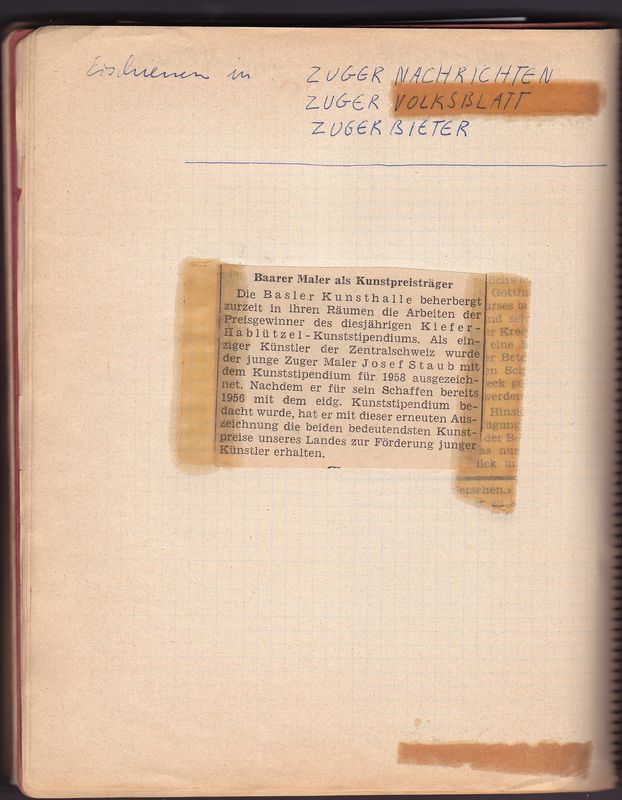 Erschienen in ZUGER NACHRICHTEN
ZUGER VOLKSBLATT
ZUGER BIETER
Baarer Maler als Kunstpreisträger
Die Basler Kunsthalle beherbergt
zurzeit in ihren Räumen die Arbeiten der
Preisgewinner des diesjährigen Kiefer-
Hablützel-Kunststipendiums. Als ein-
ziger Künstler der Zentralschweiz wurde
der junge Zuger Maler Josef Staub mit
dem Kunststipendium für 1958 ausgezeich-
net. Nachdem er für sein Schaffen bereits
1956 mit dem eidg. Kunststipendium be-
dacht wurde, hat er mit dieser erneuten Aus-
zeichnung die beiden bedeutendsten Kunst-
preise unseres Landes zur Förderung junger
Künstler erhalten.